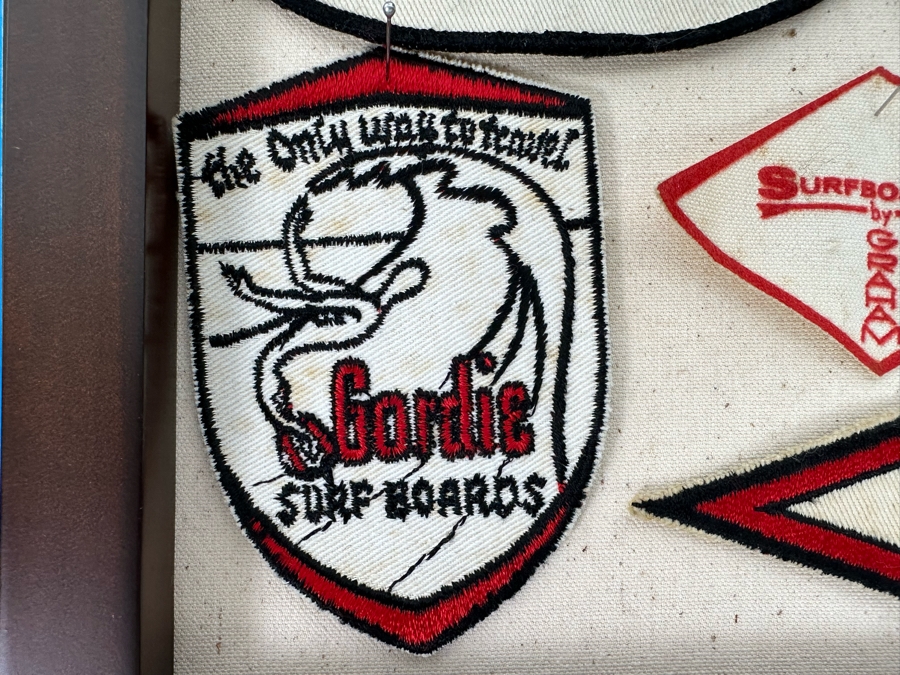 the Only way to travel
Gordie
SURF-BOARDS
SURFBO
by
GRAHAM